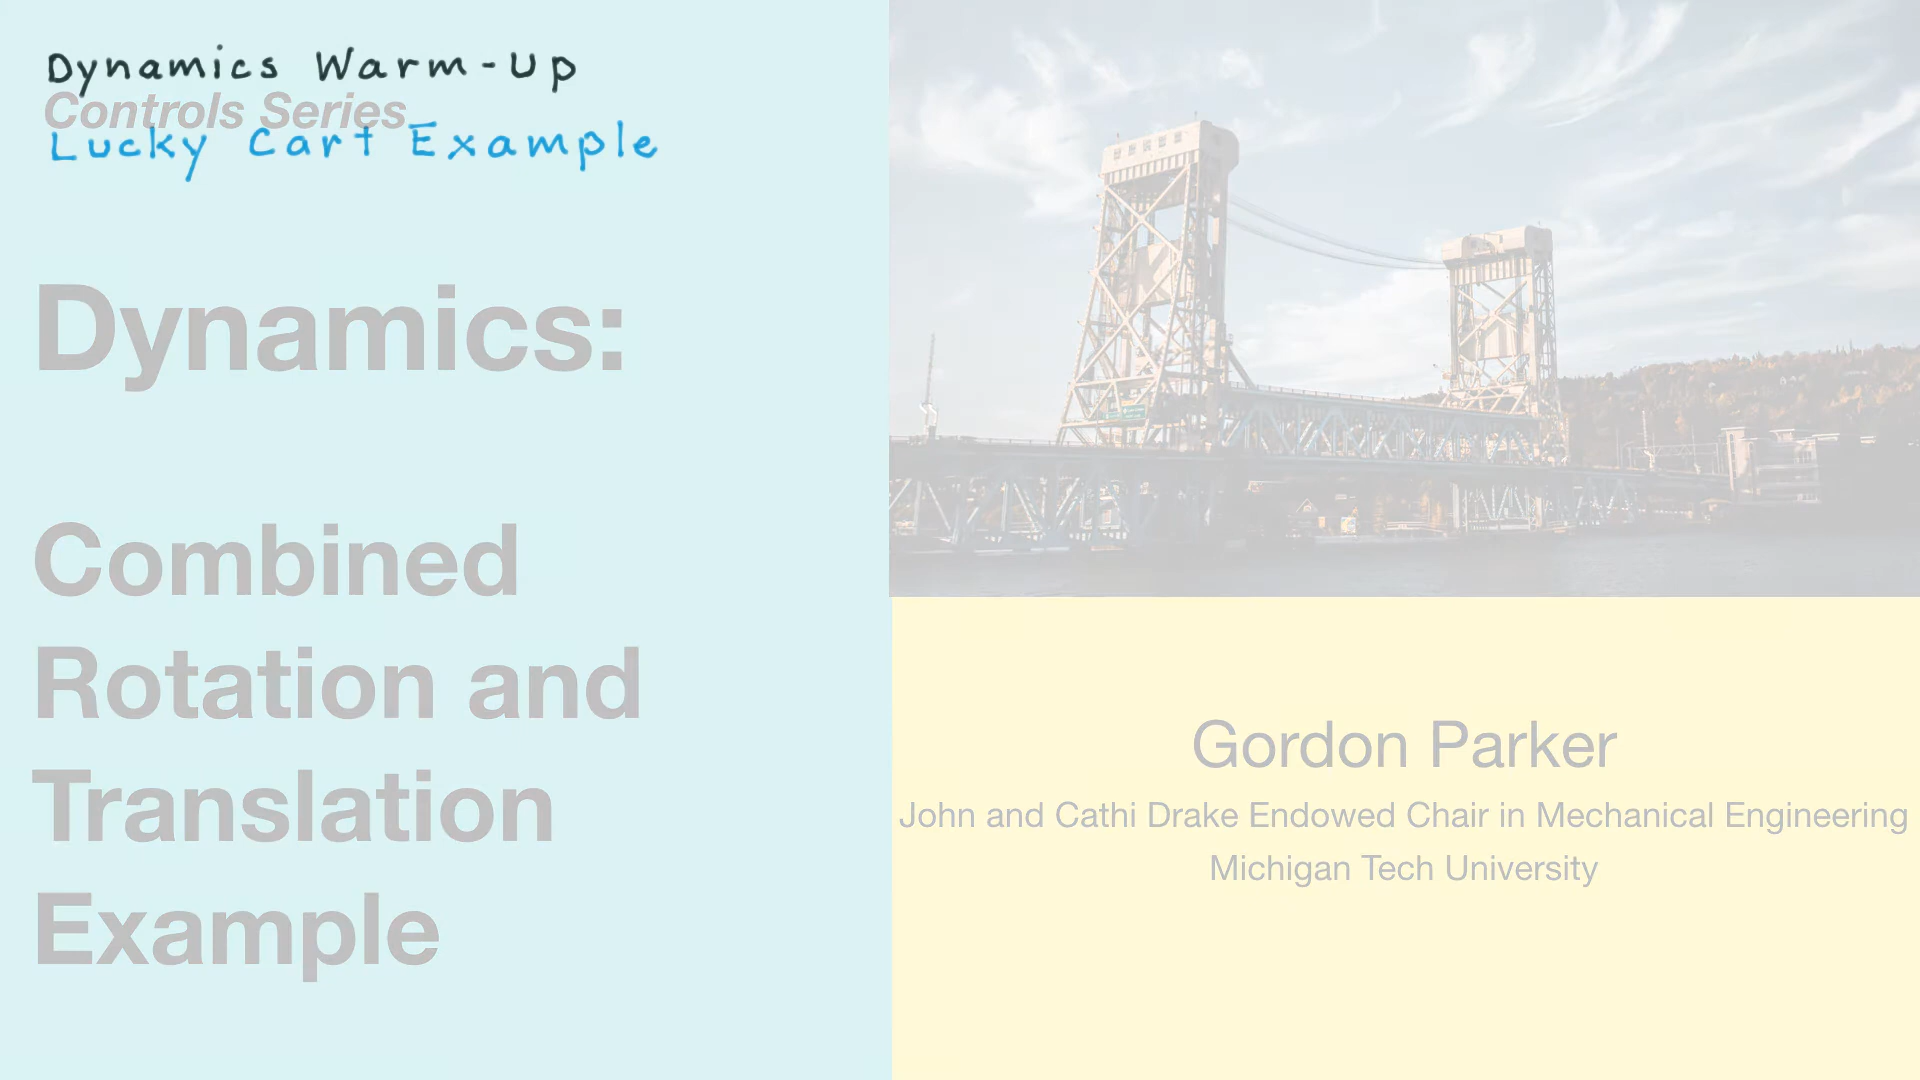 Dynamics Warm-Up
Controls Series
Lucky Cart Example
Dynamics:
Combined
Rotation and
Translation
Example
Gordon Parker
John and Cathi Drake Endowed Chair in Mechanical Engineering
Michigan Tech University